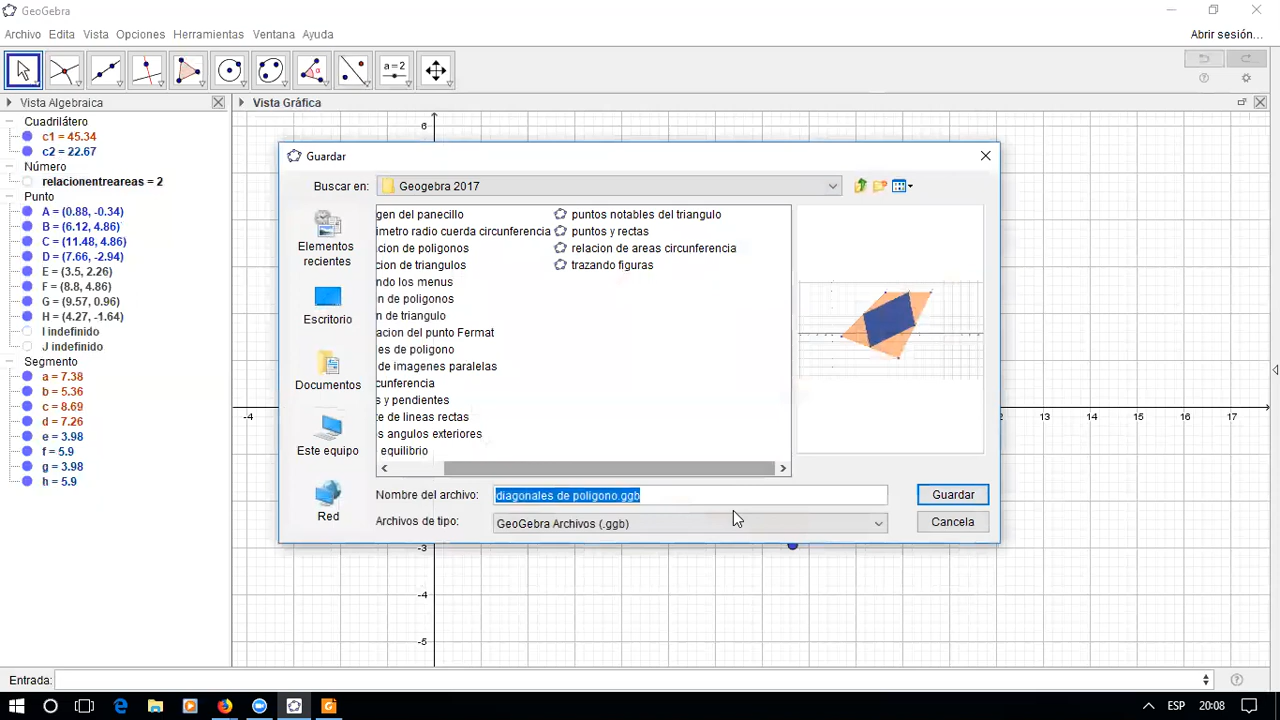 GeoGebra
Archivo Edita Vista Opciones Herramientas Ventana Ayuda
Abrir sesión...
a = 2
Vista Algebraica
Vista Gráfica
Cuadrilátero
c1 = 45.34
c2 = 22.67
Número
relacionentreareas = 2
Punto
A = (0.88, -0.34)
B = (6.12, 4.86)
C = (11.48, 4.86)
D = (7.66, -2.94)
E = (3.5, 2.26)
F = (8.8, 4.86)
G = (9.57, 0.96)
H = (4.27, -1.64)
I indefinido
J indefinido
Segmento
a = 7.38
b = 5.36
c = 8.69
d = 7.26
e = 3.98
f = 5.9
g = 3.98
h = 5.9
6
Guardar
Buscar en: Geogebra 2017
Elementos recientes
Escritorio
Documentos
Este equipo
Red
gen del panecillo
imetro radio cuerda circunferencia
cion de poligonos
cion de triangulos
ndo los menus
n de poligonos
n de triangulo
acion del punto Fermat
es de poligono
de imagenes paralelas
cunferencia
s y pendientes
te de lineas rectas
s angulos exteriores
equilibrio
puntos notables del triangulo
puntos y rectas
relacion de areas circunferencia
trazando figuras
Nombre del archivo: diagonales de poligono.ggb
Guardar
Archivos de tipo: GeoGebra Archivos (.ggb)
Cancela
-4
13 14 15 16 17
-3
-4
-5
Entrada:
ESP 20:08